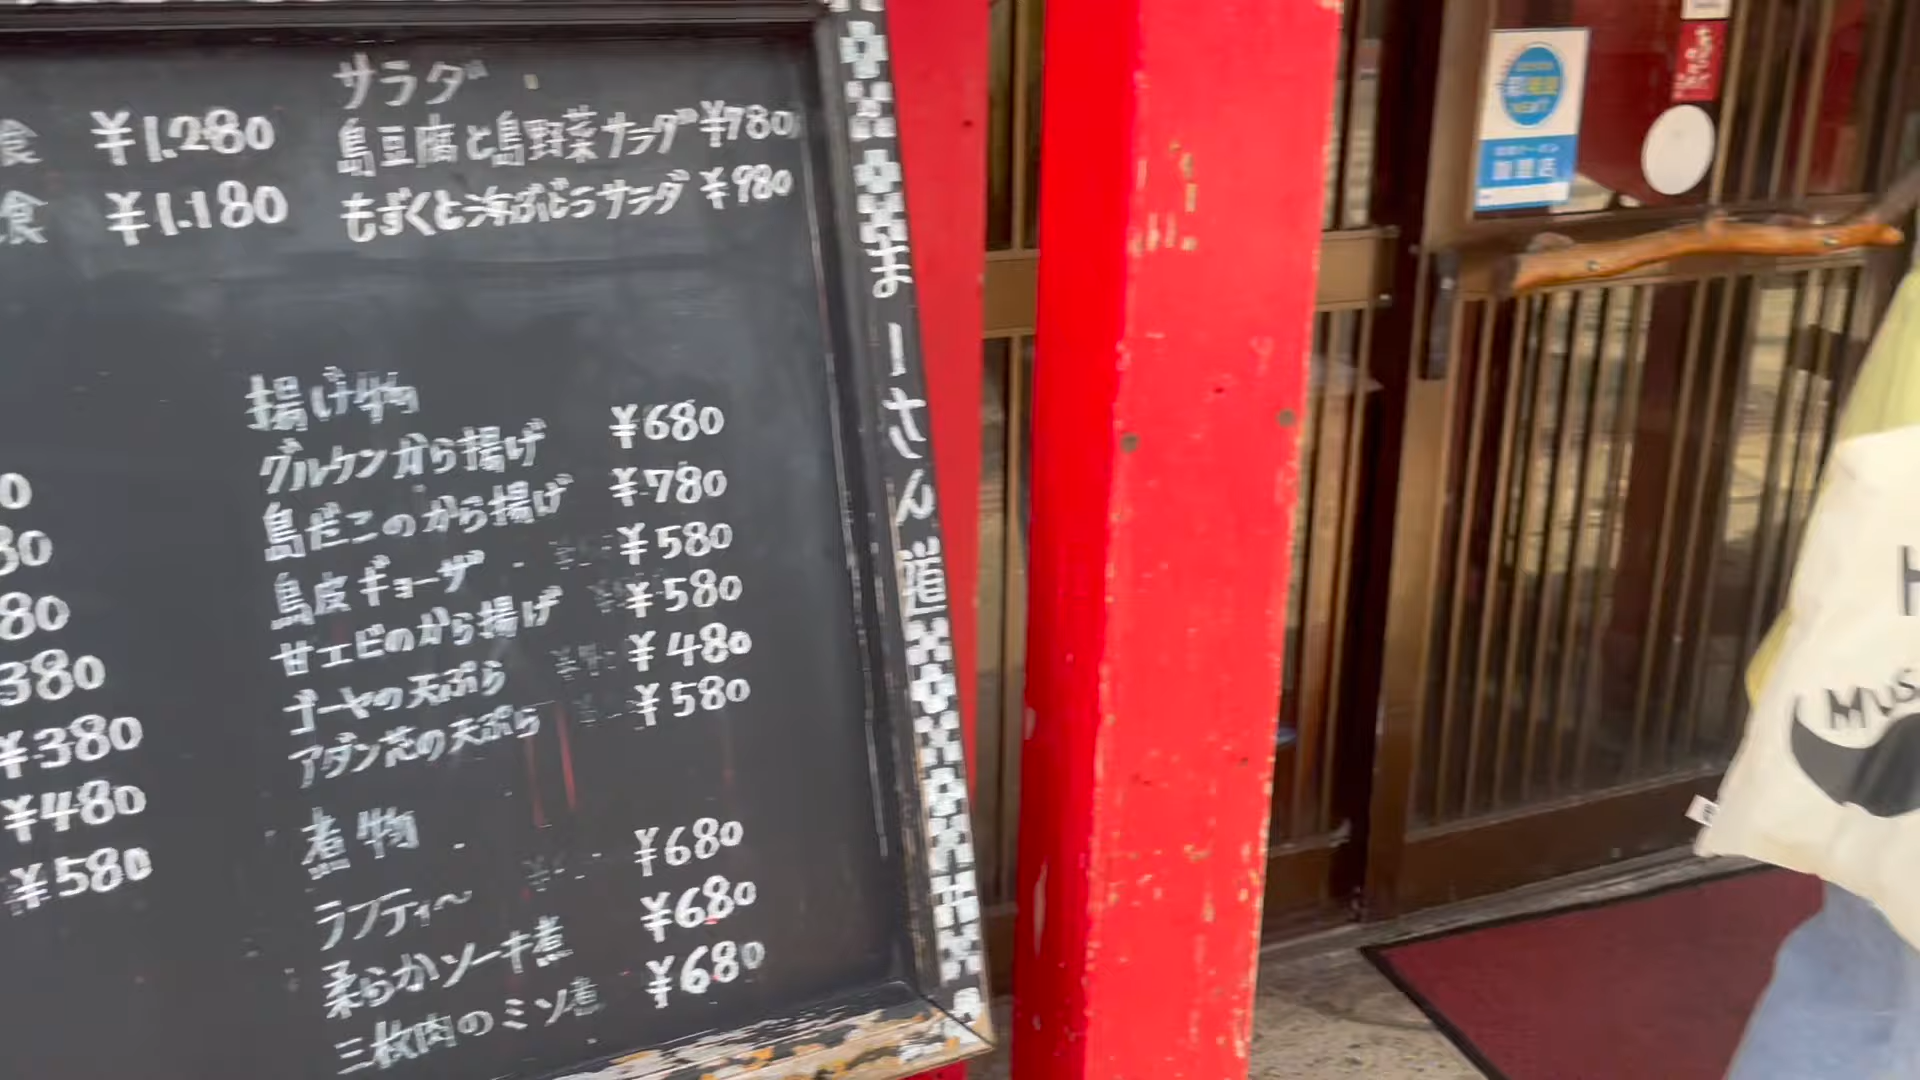 サラダ
食 ¥1.280
島豆腐と島野菜サラダ ¥780
食 ¥1.180
もずくと海ぶどうサラダ ¥980
揚げ物
グルクンから揚げ ¥680
島だこのから揚げ ¥780
島皮ギョーザ ¥580
甘エビのから揚げ ¥580
ゴーヤの天ぷら ¥480
アダン花の天ぷら ¥580
煮物
ラフティ〜 ¥680
柔らかソーキ煮 ¥680
三枚肉のミソ煮 ¥680
0
80
80
380
¥380
¥480
¥580
まーさん道
加盟店
H
MUS